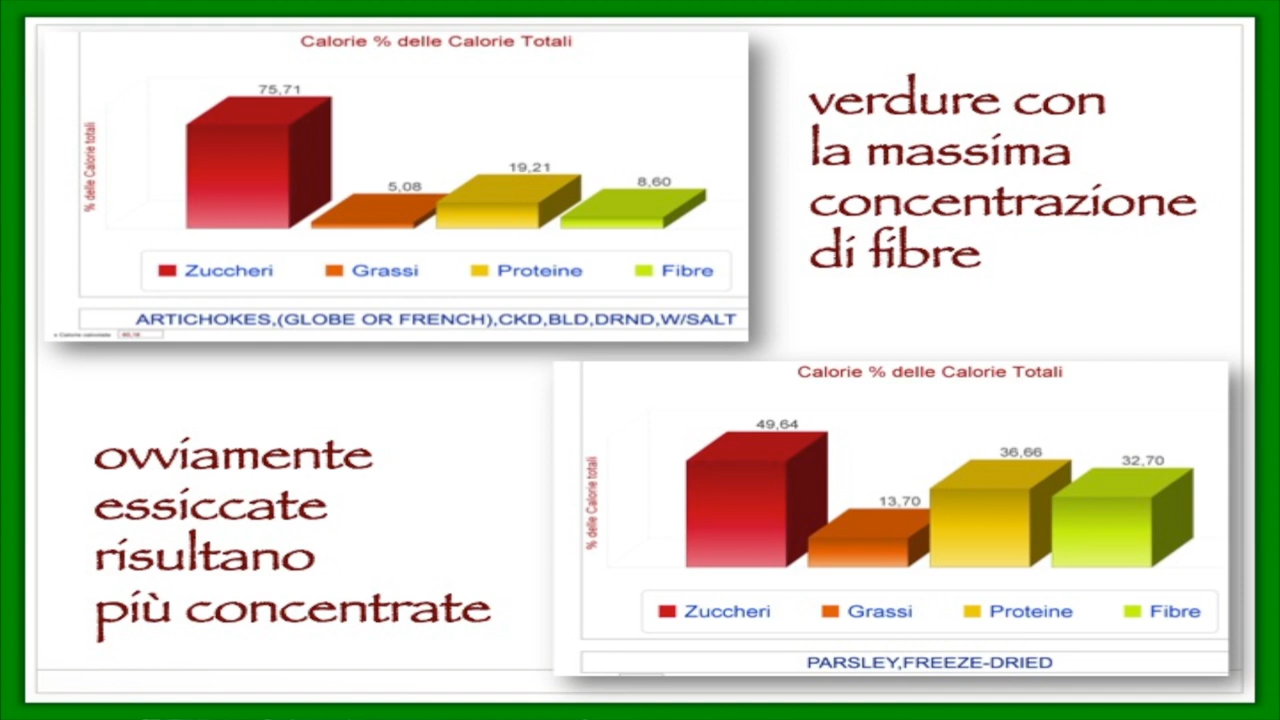 Calorie % delle Calorie Totali
% delle Calorie totali
75,71
5,08
19,21
8,60
Zuccheri Grassi Proteine Fibre
ARTICHOKES,(GLOBE OR FRENCH),CKD,BLD,DRND,W/SALT
verdure con
la massima
concentrazione
di fibre
ovviamente
essiccate
risultano
più concentrate
Calorie % delle Calorie Totali
% delle Calorie totali
49,64
13,70
36,66
32,70
Zuccheri Grassi Proteine Fibre
PARSLEY,FREEZE-DRIED